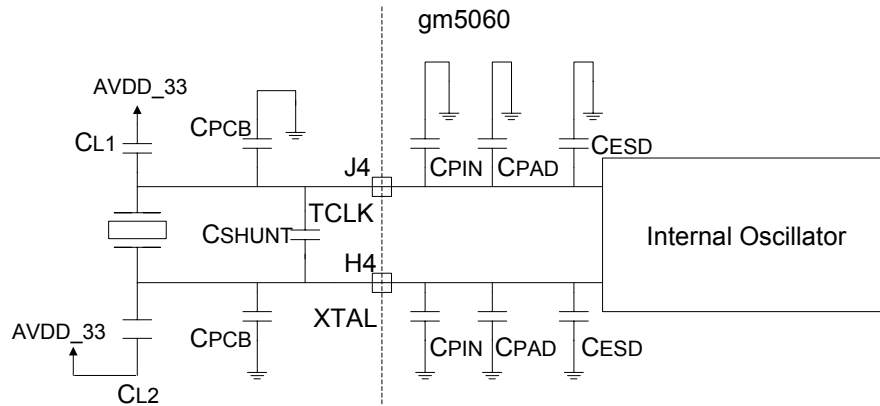 gm5060
AVDD_33
CL1
CPCB
J4
CPIN
CPAD
CESD
TCLK
CSHUNT
Internal Oscillator
H4
XTAL
AVDD_33
CPCB
CPIN
CPAD
CESD
CL2